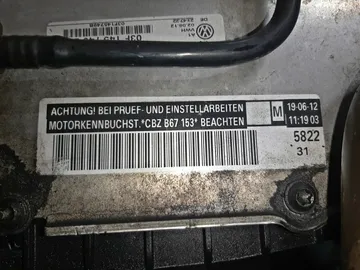 ACHTUNG! BEI PRUEF- UND EINSTELLARBEITEN
MOTORKENNBUCHST.*CBZ B67 153* BEACHTEN
M
19-06-12
11:19 03
5822
31